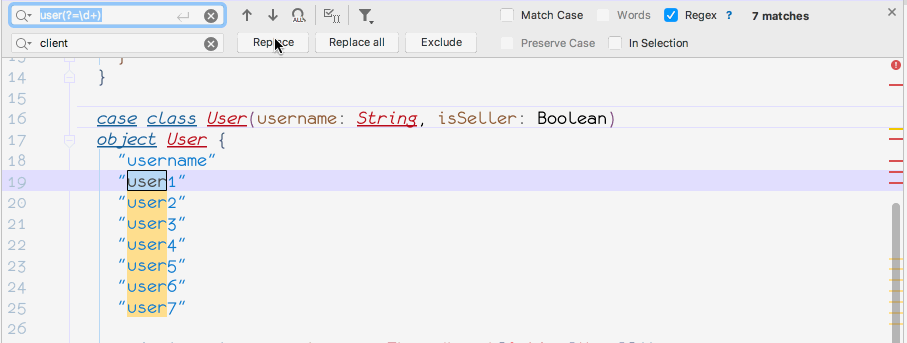 user(?=\d+) Match Case Words Regex ? 7 matches
client Replace Replace all Exclude Preserve Case In Selection
13 }
14 }
15
16 case class User(username: String, isSeller: Boolean)
17 object User {
18 "username"
19 "user1"
20 "user2"
21 "user3"
22 "user4"
23 "user5"
24 "user6"
25 "user7"
26